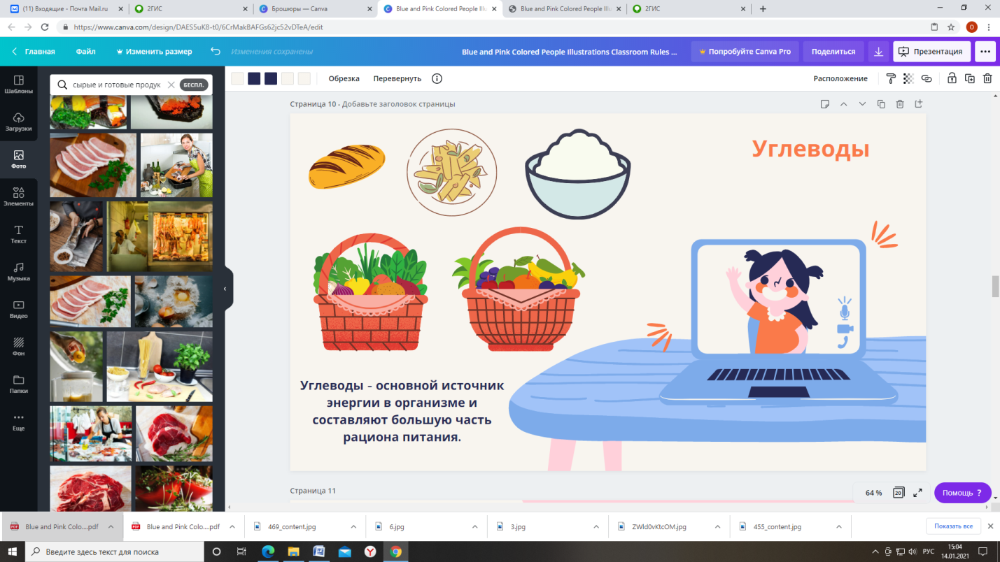 (11) Входящие - Почта Mail.ru
2ГИС
Брошюры — Canva
Blue and Pink Colored People Illu
Blue and Pink Colored People Illu
2ГИС
https://www.canva.com/design/DAES5uK8-t0/6CrMakBAFGs62jc52vDTeA/edit
O
Главная
Файл
Изменить размер
Изменения сохранены
Blue and Pink Colored People Illustrations Classroom Rules ...
Попробуйте Canva Pro
Поделиться
Презентация
Шаблоны
Загрузки
Фото
Элементы
Текст
Музыка
Видео
Фон
Папки
Еще
сырые и готовые продук
БЕСПЛ.
Обрезка
Перевернуть
Расположение
Страница 10 - Добавьте заголовок страницы
Углеводы
Углеводы - основной источник
энергии в организме и
составляют большую часть
рациона питания.
Страница 11
64 %
20
Помощь ?
Blue and Pink Colo....pdf
Blue and Pink Colo....pdf
469_content.jpg
6.jpg
3.jpg
ZWld0vKtcOM.jpg
455_content.jpg
Показать все
Введите здесь текст для поиска
РУС
15:04
14.01.2021